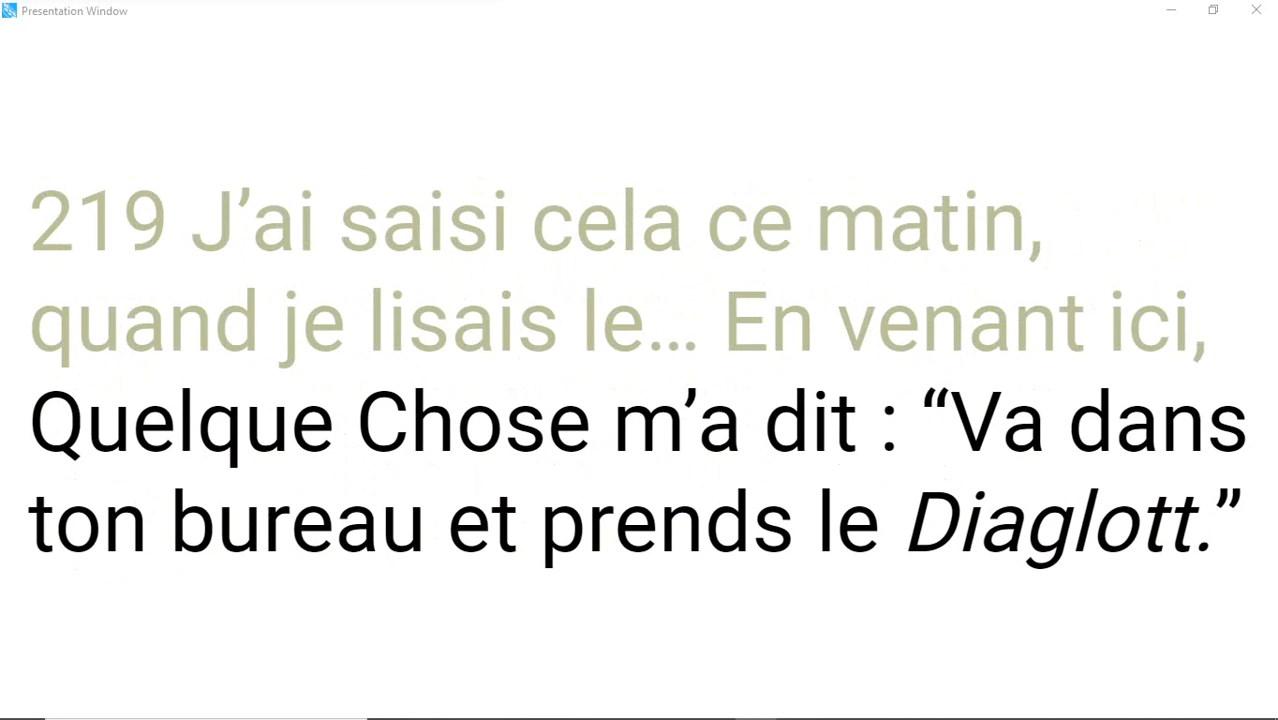 Presentation Window
219 J’ai saisi cela ce matin,
quand je lisais le… En venant ici,
Quelque Chose m’a dit : “Va dans
ton bureau et prends le Diaglott.”